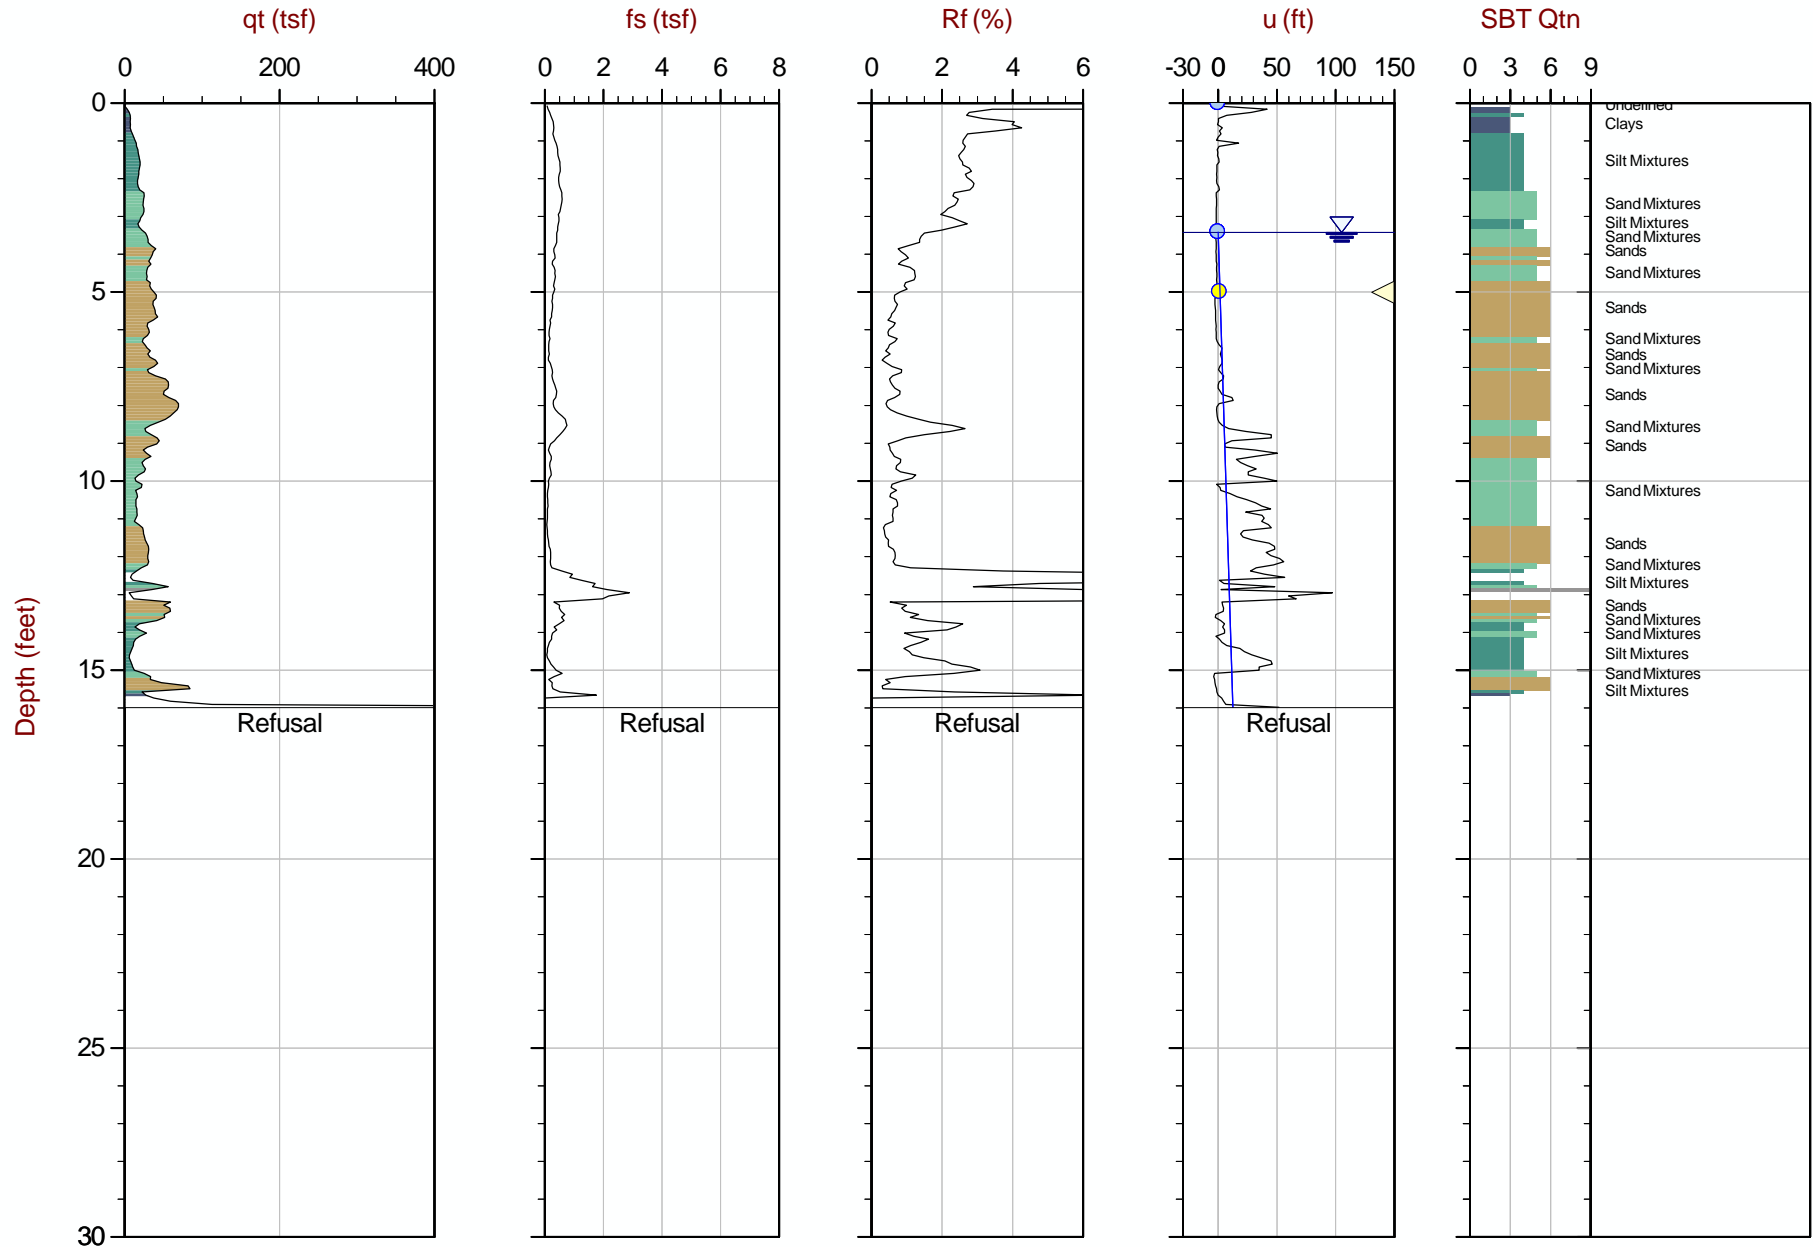 qt (tsf) fs (tsf) Rf (%) u (ft) SBT Qtn
0 200 400 0 2 4 6 8 0 2 4 6 -30 0 50 100 150 0 3 6 9
0
Undefined
Clays
Silt Mixtures
Sand Mixtures
Silt Mixtures
Sand Mixtures
Sands
Sand Mixtures
5
Sands
Sand Mixtures
Sands
Sand Mixtures
Sands
Sand Mixtures
Sands
10
Sand Mixtures
Sands
Sand Mixtures
Silt Mixtures
Sands
Sand Mixtures
Sand Mixtures
Silt Mixtures
15
Sand Mixtures
Silt Mixtures
Refusal Refusal Refusal Refusal
Depth (feet)
20
25
30